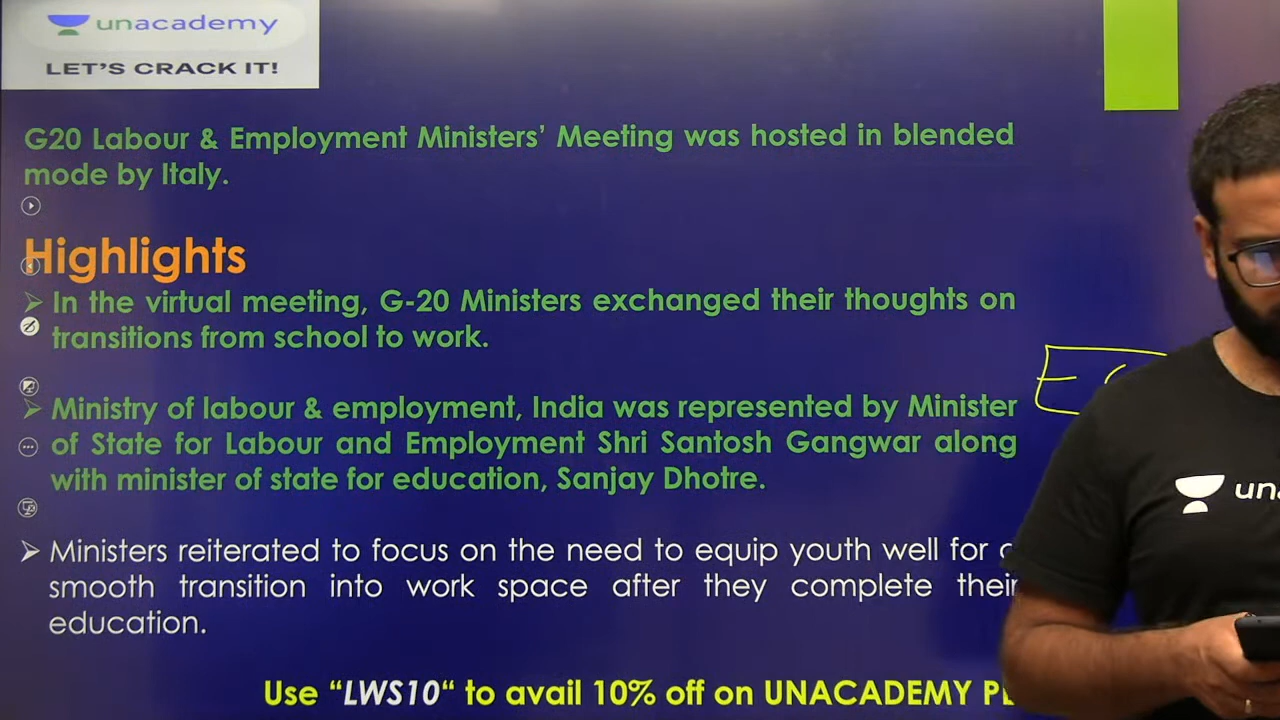 unacademy
LET'S CRACK IT!
G20 Labour & Employment Ministers' Meeting was hosted in blended
mode by Italy.
Highlights
In the virtual meeting, G-20 Ministers exchanged their thoughts on
transitions from school to work.
Ministry of labour & employment, India was represented by Minister
of State for Labour and Employment Shri Santosh Gangwar along
with minister of state for education, Sanjay Dhotre.
Ministers reiterated to focus on the need to equip youth well for a
smooth transition into work space after they complete their
education.
Use “LWS10“ to avail 10% off on UNACADEMY